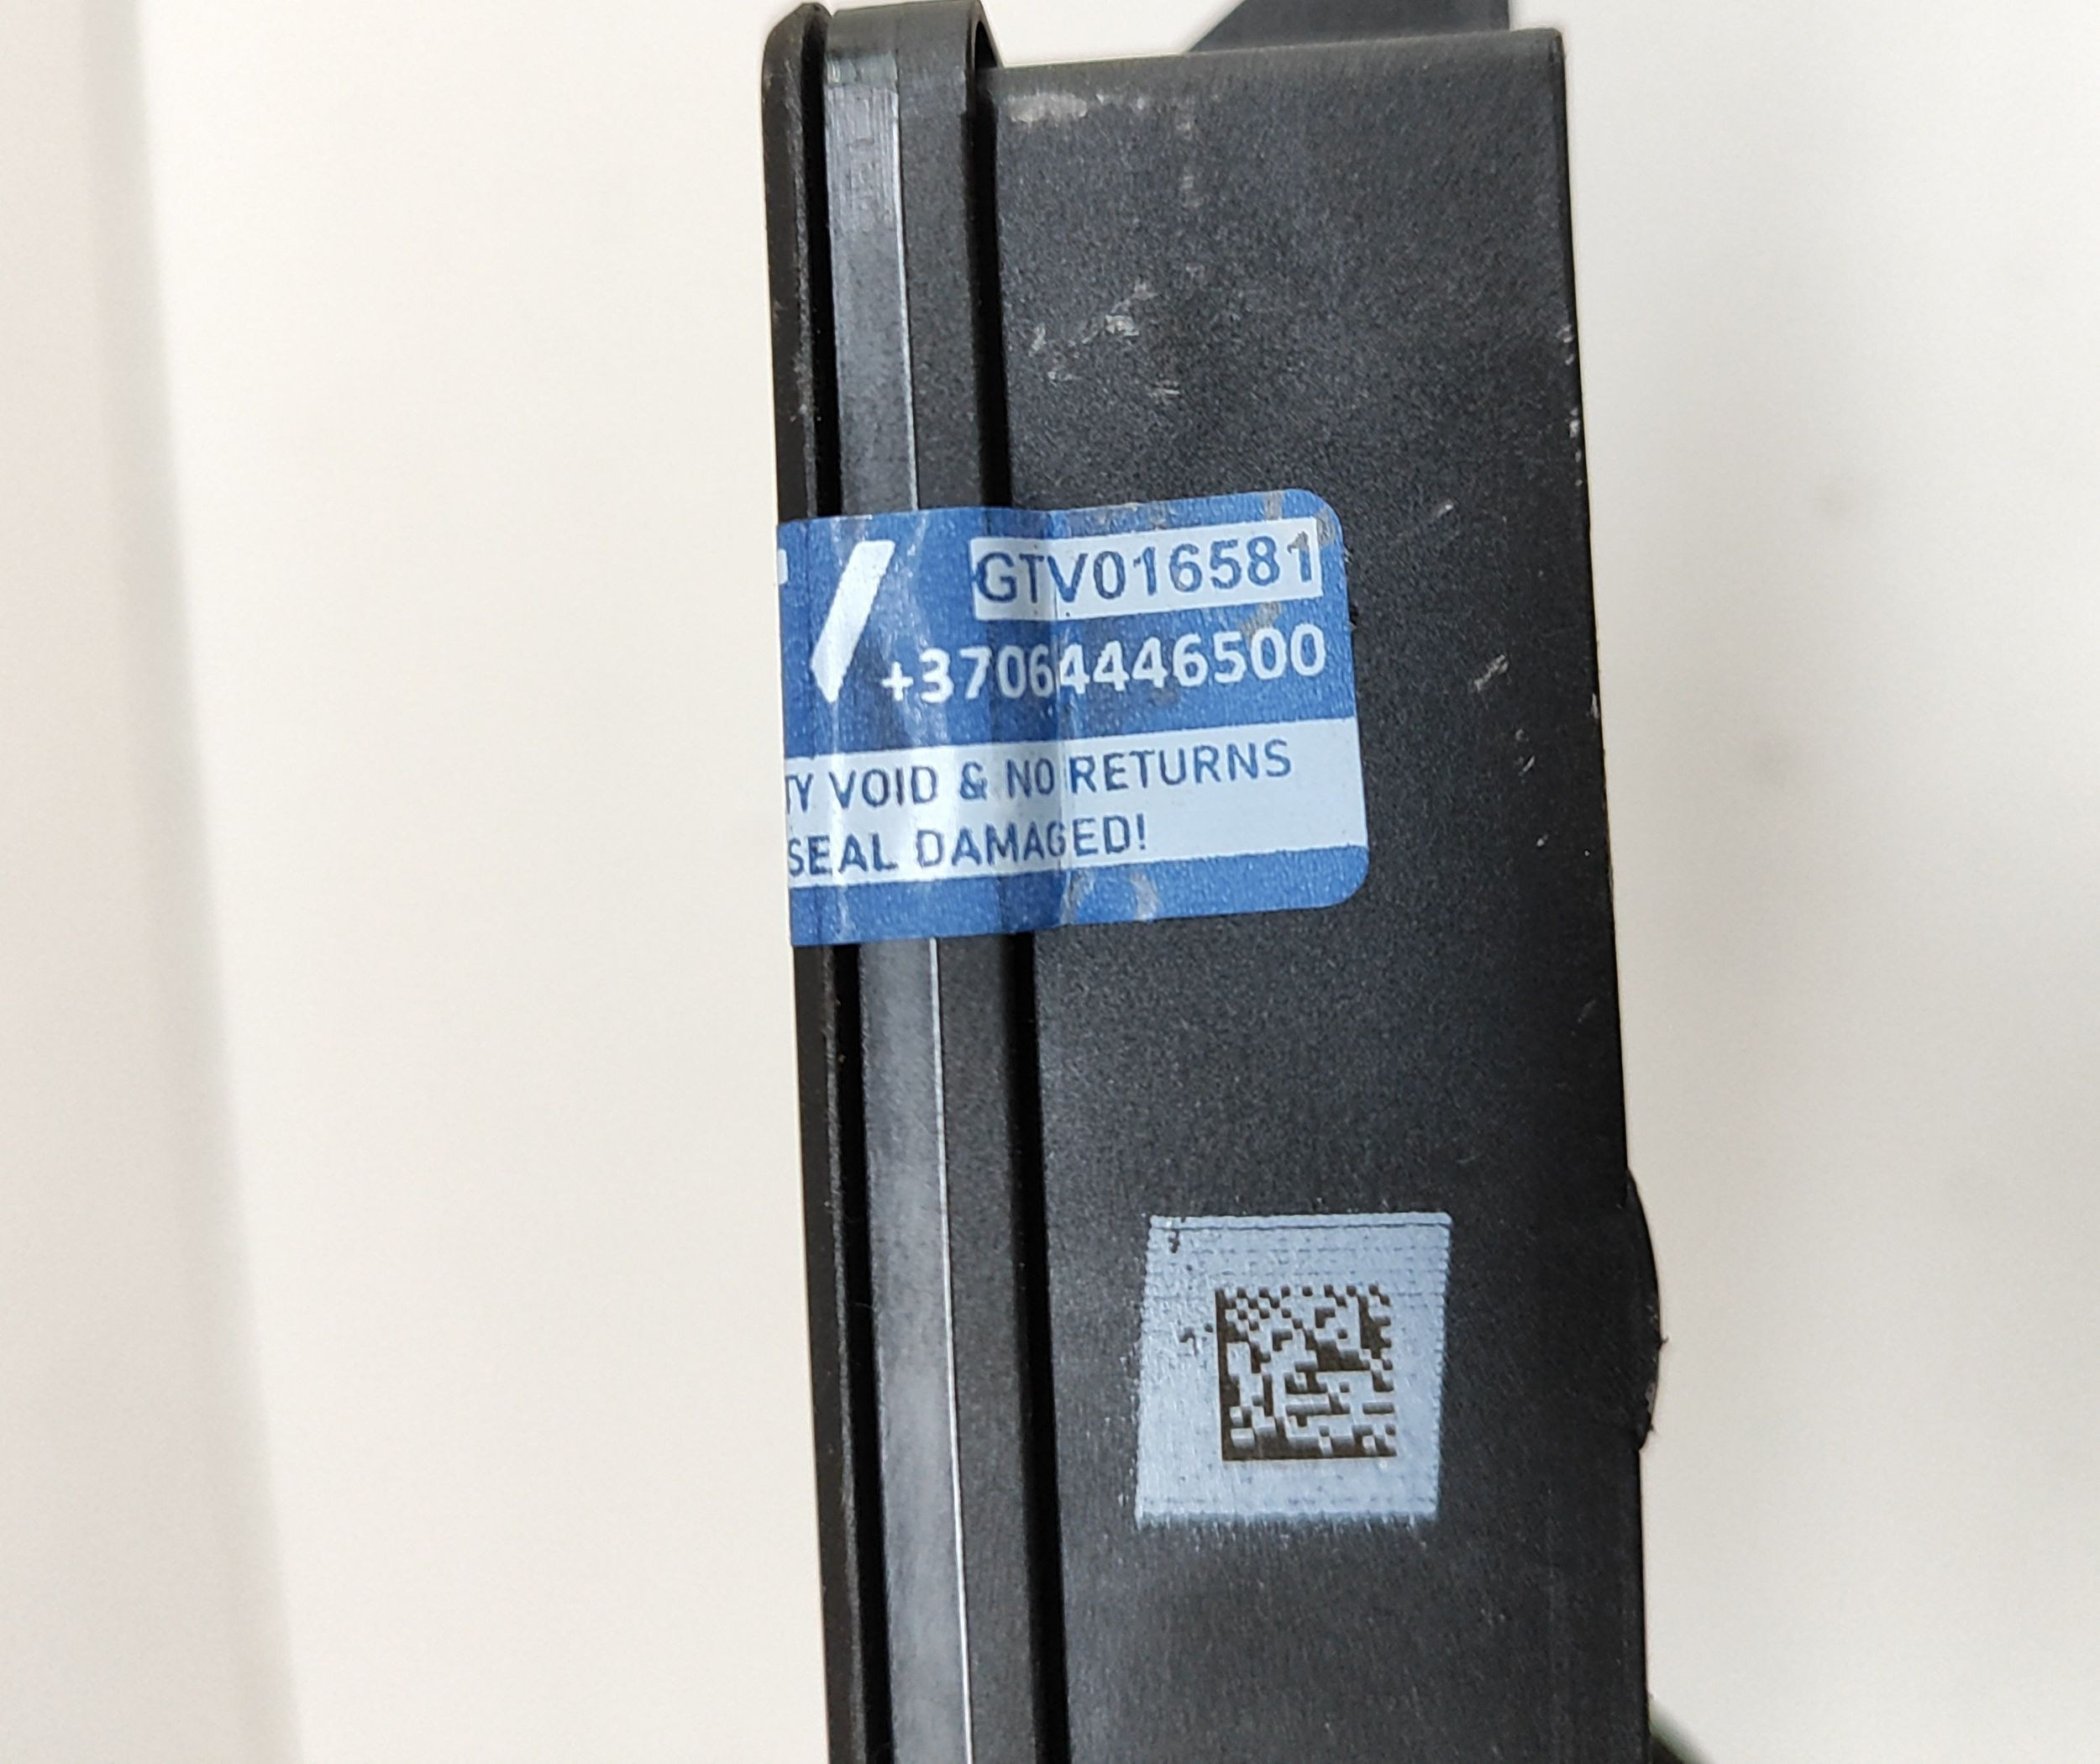 GTV016581
+37064446500
TY VOID & NO RETURNS
SEAL DAMAGED!